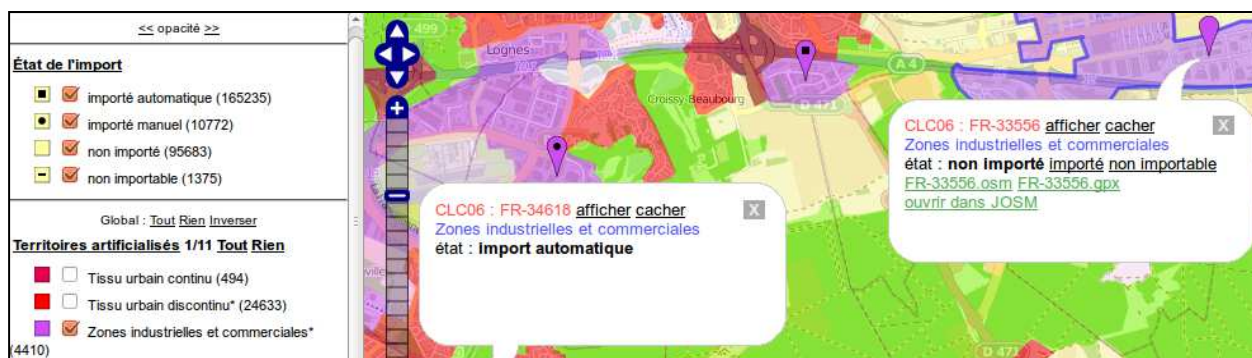 << opacité >>
État de l'import
importé automatique (165235)
importé manuel (10772)
non importé (95683)
non importable (1375)
Global : Tout Rien Inverser
Territoires artificialisés 1/11 Tout Rien
Tissu urbain continu (494)
Tissu urbain discontinu* (24633)
Zones industrielles et commerciales*
(4410)
499
Lognes
A 4
Croissy-Beaubourg
D 471
CLC06 : FR-33556 afficher cacher X
Zones industrielles et commerciales
état : non importé importé non importable
FR-33556.osm FR-33556.gpx
ouvrir dans JOSM
CLC06 : FR-34618 afficher cacher X
Zones industrielles et commerciales
état : import automatique
D 471